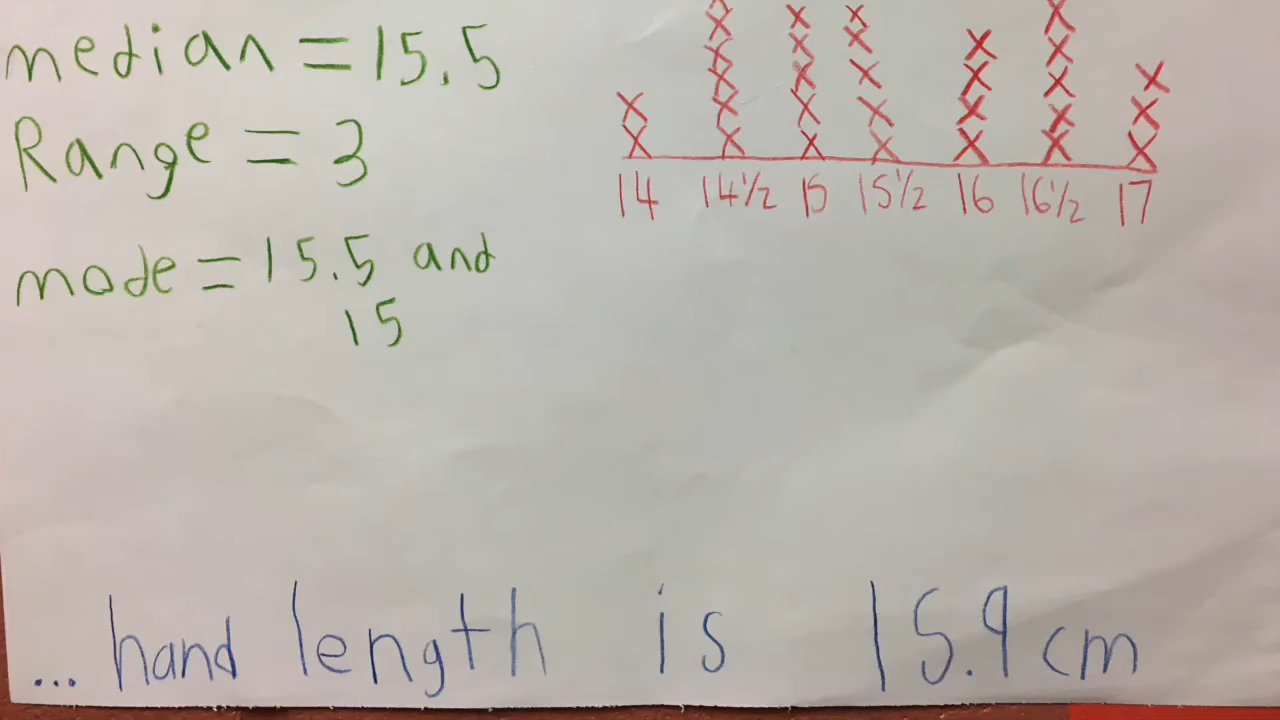 median = 15.5
Range = 3
mode = 15.5 and
15
14 14½ 15 15½ 16 16½ 17
... hand length is 15.9 cm